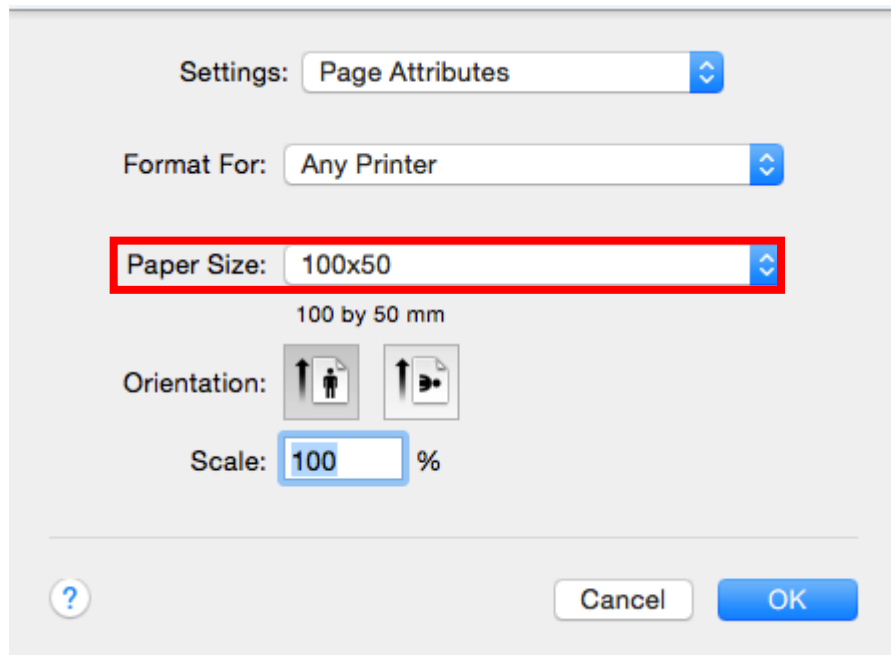 Settings: Page Attributes
Format For: Any Printer
Paper Size: 100x50
100 by 50 mm
Orientation:
Scale: 100 %
? Cancel OK